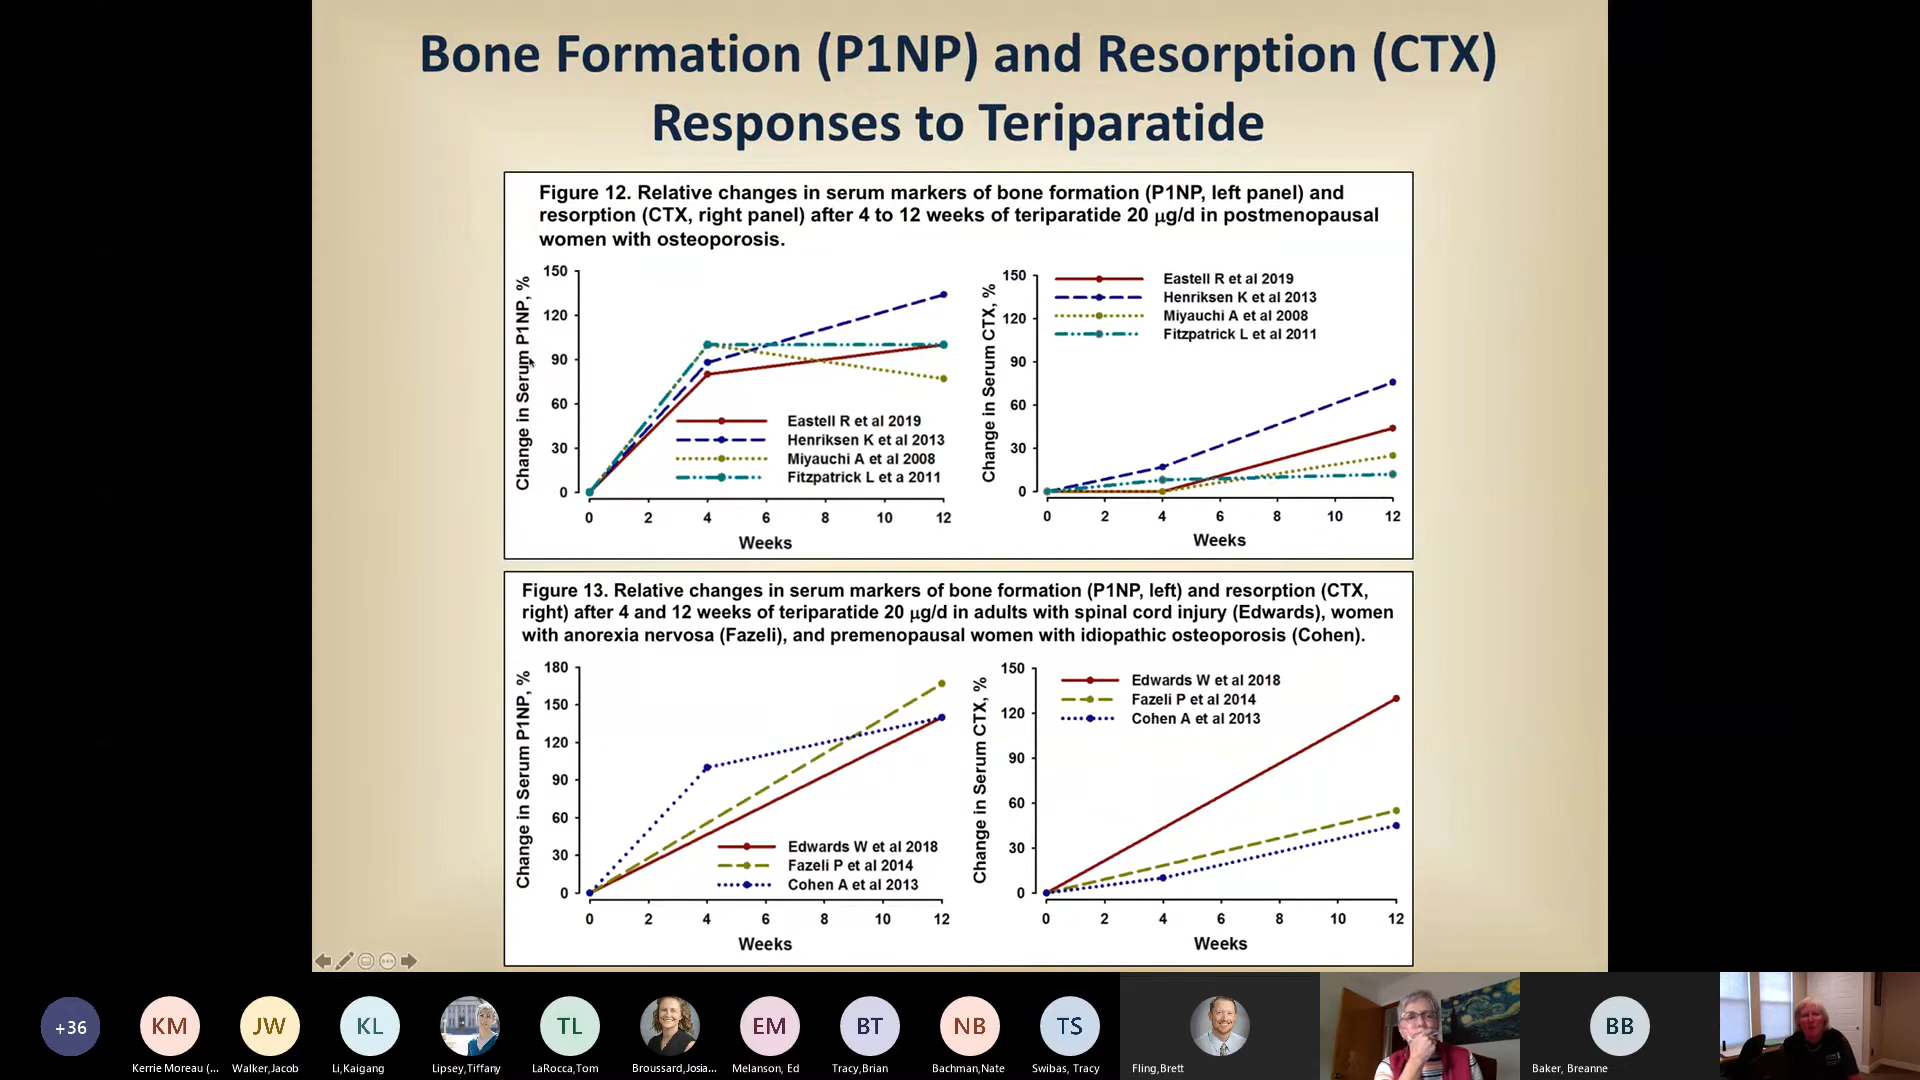 Bone Formation (P1NP) and Resorption (CTX)
Responses to Teriparatide
Figure 12. Relative changes in serum markers of bone formation (P1NP, left panel) and
resorption (CTX, right panel) after 4 to 12 weeks of teriparatide 20 µg/d in postmenopausal
women with osteoporosis.
Change in Serum P1NP, %
150
120
90
60
30
0
0 2 4 6 8 10 12
Weeks
Eastell R et al 2019
Henriksen K et al 2013
Miyauchi A et al 2008
Fitzpatrick L et a 2011
Change in Serum CTX, %
150
120
90
60
30
0
0 2 4 6 8 10 12
Weeks
Eastell R et al 2019
Henriksen K et al 2013
Miyauchi A et al 2008
Fitzpatrick L et al 2011
Figure 13. Relative changes in serum markers of bone formation (P1NP, left) and resorption (CTX,
right) after 4 and 12 weeks of teriparatide 20 µg/d in adults with spinal cord injury (Edwards), women
with anorexia nervosa (Fazeli), and premenopausal women with idiopathic osteoporosis (Cohen).
Change in Serum P1NP, %
180
150
120
90
60
30
0
0 2 4 6 8 10 12
Weeks
Edwards W et al 2018
Fazeli P et al 2014
Cohen A et al 2013
Change in Serum CTX, %
150
120
90
60
30
0
0 2 4 6 8 10 12
Weeks
Edwards W et al 2018
Fazeli P et al 2014
Cohen A et al 2013
+36
KM
JW
KL
TL
EM
BT
NB
TS
BB
Kerrie Moreau (...
Walker,Jacob
Li,Kaigang
Lipsey,Tiffany
LaRocca,Tom
Broussard,Josia...
Melanson, Ed
Tracy,Brian
Bachman,Nate
Swibas, Tracy
Fling,Brett
Baker, Breanne